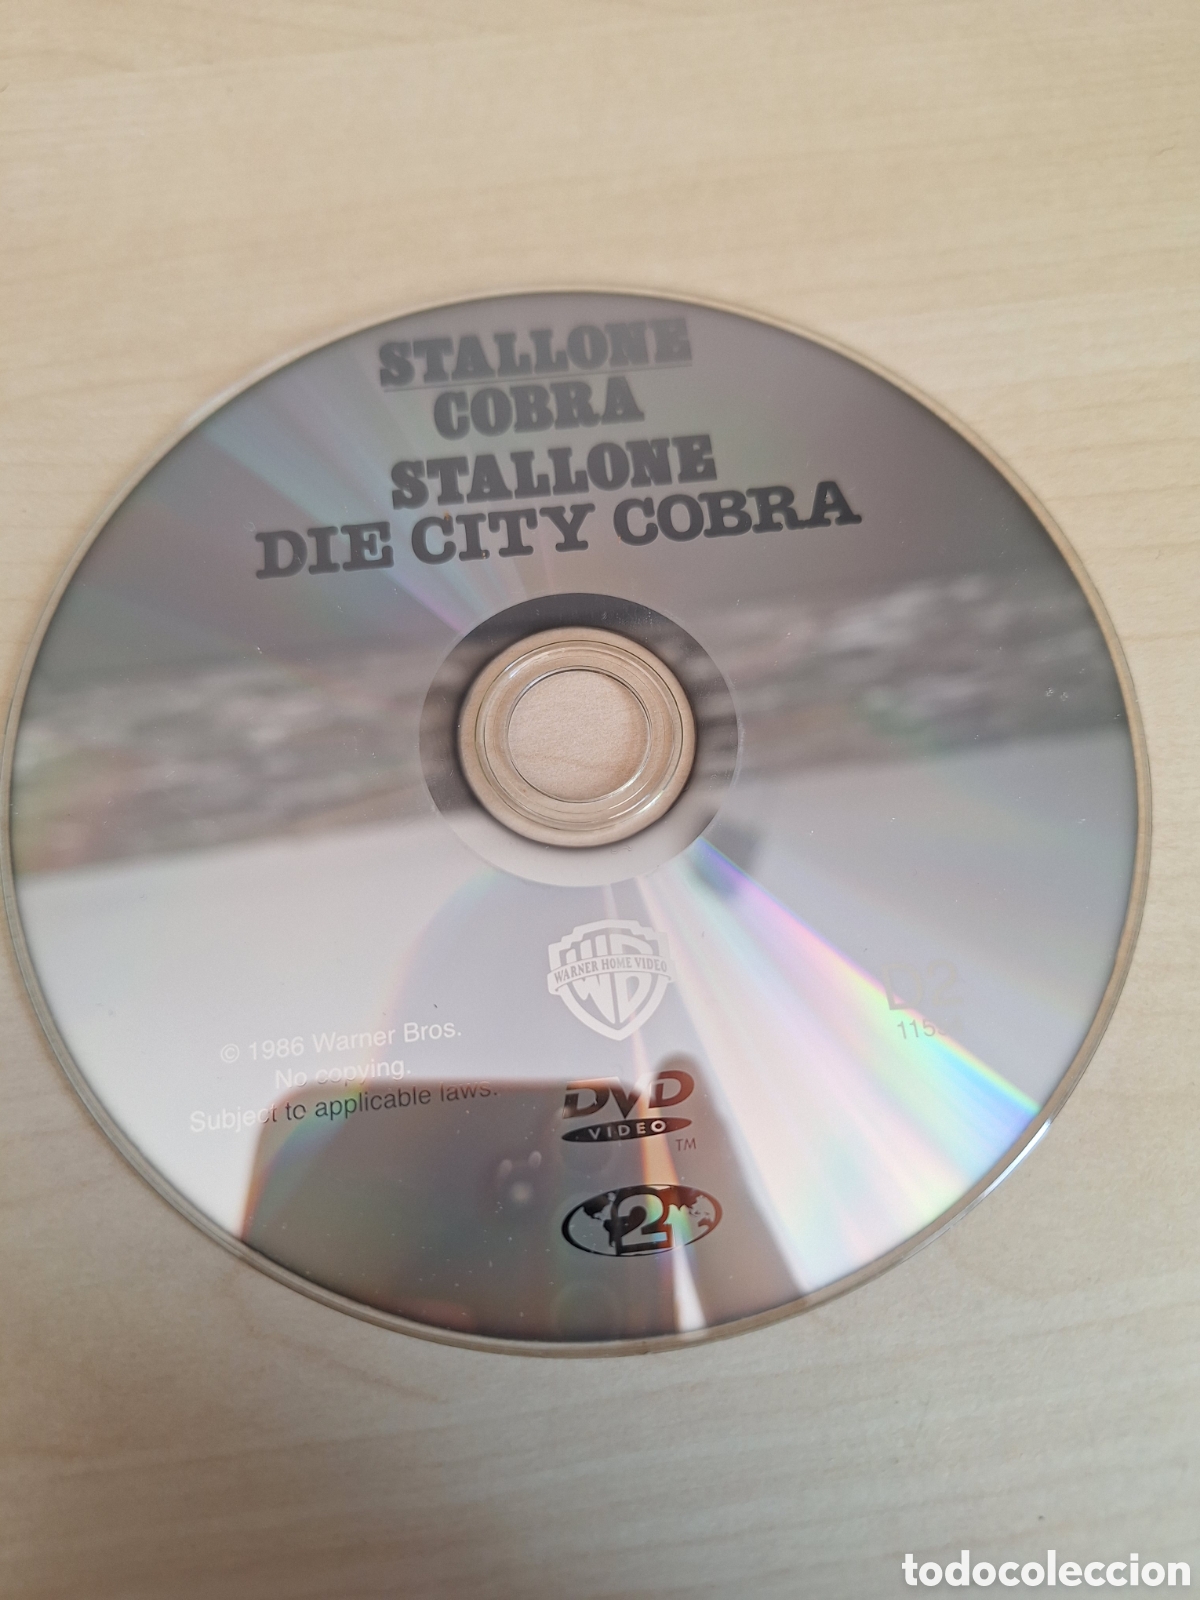 STALLONE
COBRA
STALLONE
DIE CITY COBRA
WARNER HOME VIDEO
D2
© 1986 Warner Bros.
No copying.
Subject to applicable laws.
DVD
VIDEO
TM
2
todocoleccion